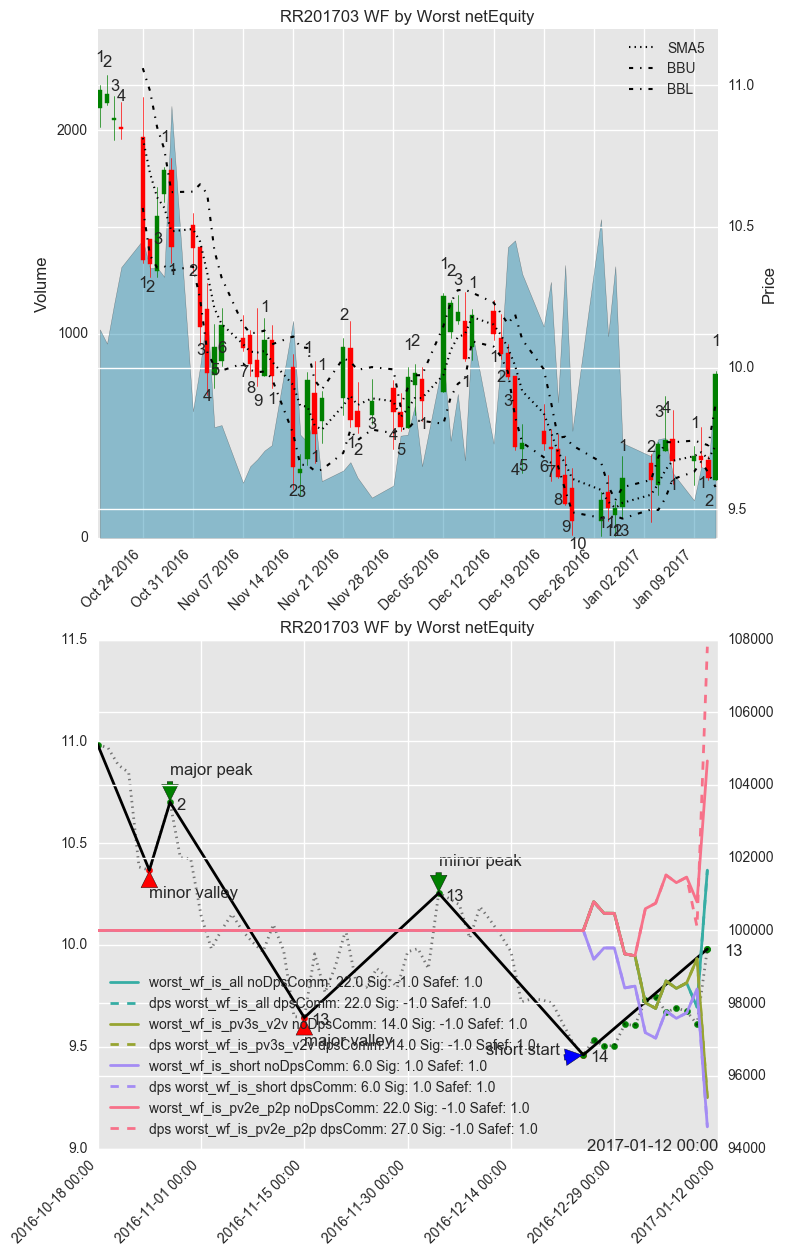 RR201703 WF by Worst netEquity
SMA5
BBU
BBL
11.0
10.5
10.0
9.5
Price
2000
1000
0
Volume
Oct 24 2016
Oct 31 2016
Nov 07 2016
Nov 14 2016
Nov 21 2016
Nov 28 2016
Dec 05 2016
Dec 12 2016
Dec 19 2016
Dec 26 2016
Jan 02 2017
Jan 09 2017
RR201703 WF by Worst netEquity
11.5
11.0
10.5
10.0
9.5
9.0
108000
106000
104000
102000
100000
98000
96000
94000
major peak
2
minor valley
minor peak
13
13
major valley
short start
14
13
worst_wf_is_all noDpsComm: 22.0 Sig: -1.0 Safef: 1.0
dps worst_wf_is_all dpsComm: 22.0 Sig: -1.0 Safef: 1.0
worst_wf_is_pv3s_v2v noDpsComm: 14.0 Sig: -1.0 Safef: 1.0
dps worst_wf_is_pv3s_v2v dpsComm: 14.0 Sig: -1.0 Safef: 1.0
worst_wf_is_short noDpsComm: 6.0 Sig: 1.0 Safef: 1.0
dps worst_wf_is_short dpsComm: 6.0 Sig: 1.0 Safef: 1.0
worst_wf_is_pv2e_p2p noDpsComm: 22.0 Sig: -1.0 Safef: 1.0
dps worst_wf_is_pv2e_p2p dpsComm: 27.0 Sig: -1.0 Safef: 1.0
2017-01-12 00:00
2016-10-18 00:00
2016-11-01 00:00
2016-11-15 00:00
2016-11-30 00:00
2016-12-14 00:00
2016-12-29 00:00
2017-01-12 00:00